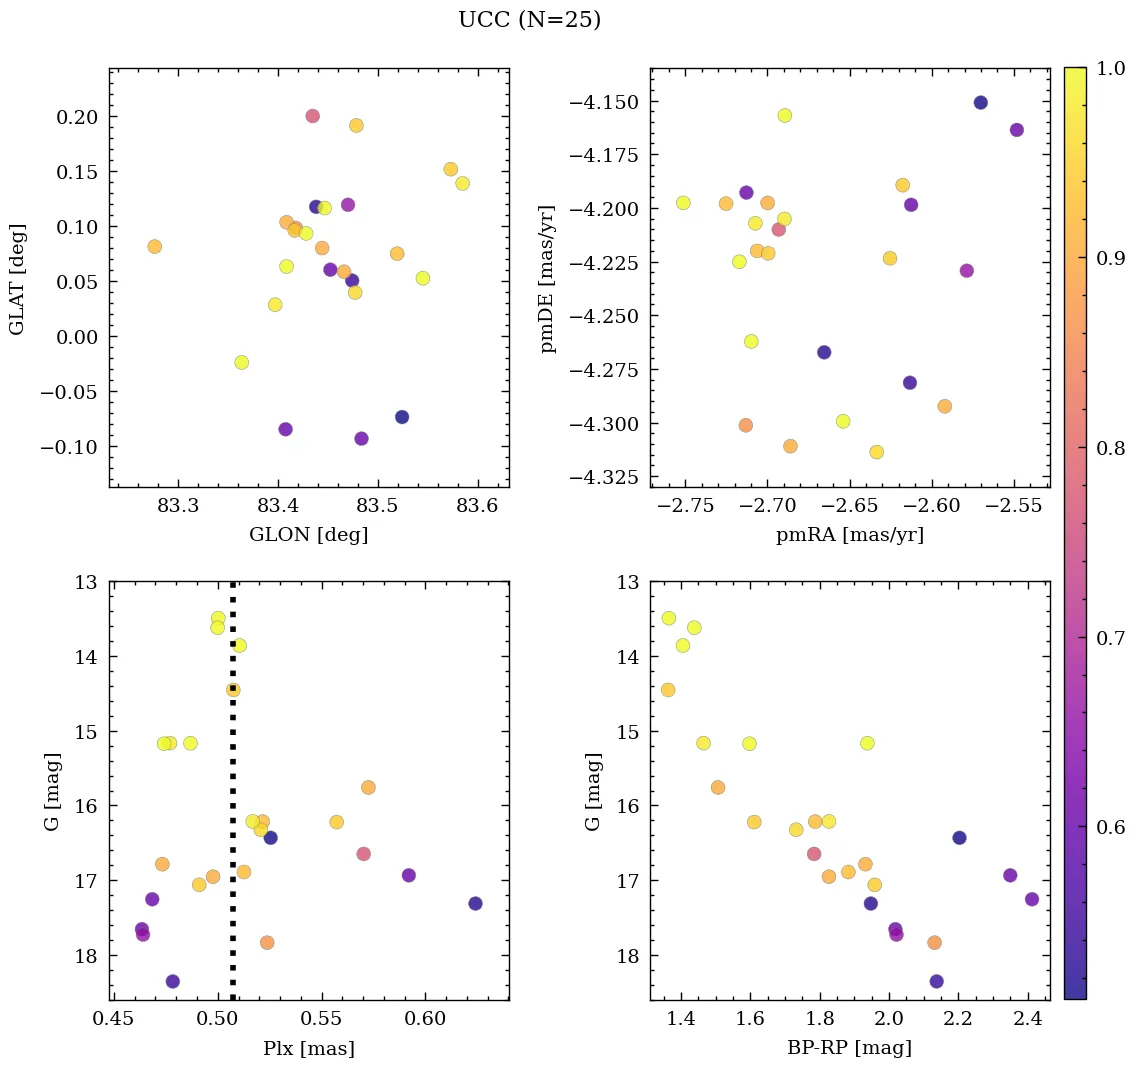 UCC (N=25)
0.20
0.15
0.10
0.05
0.00
−0.05
−0.10
GLAT [deg]
83.3 83.4 83.5 83.6
GLON [deg]
−4.150
−4.175
−4.200
−4.225
−4.250
−4.275
−4.300
−4.325
pmDE [mas/yr]
−2.75 −2.70 −2.65 −2.60 −2.55
pmRA [mas/yr]
13
14
15
16
17
18
G [mag]
0.45 0.50 0.55 0.60
Plx [mas]
13
14
15
16
17
18
G [mag]
1.4 1.6 1.8 2.0 2.2 2.4
BP-RP [mag]
1.0
0.9
0.8
0.7
0.6